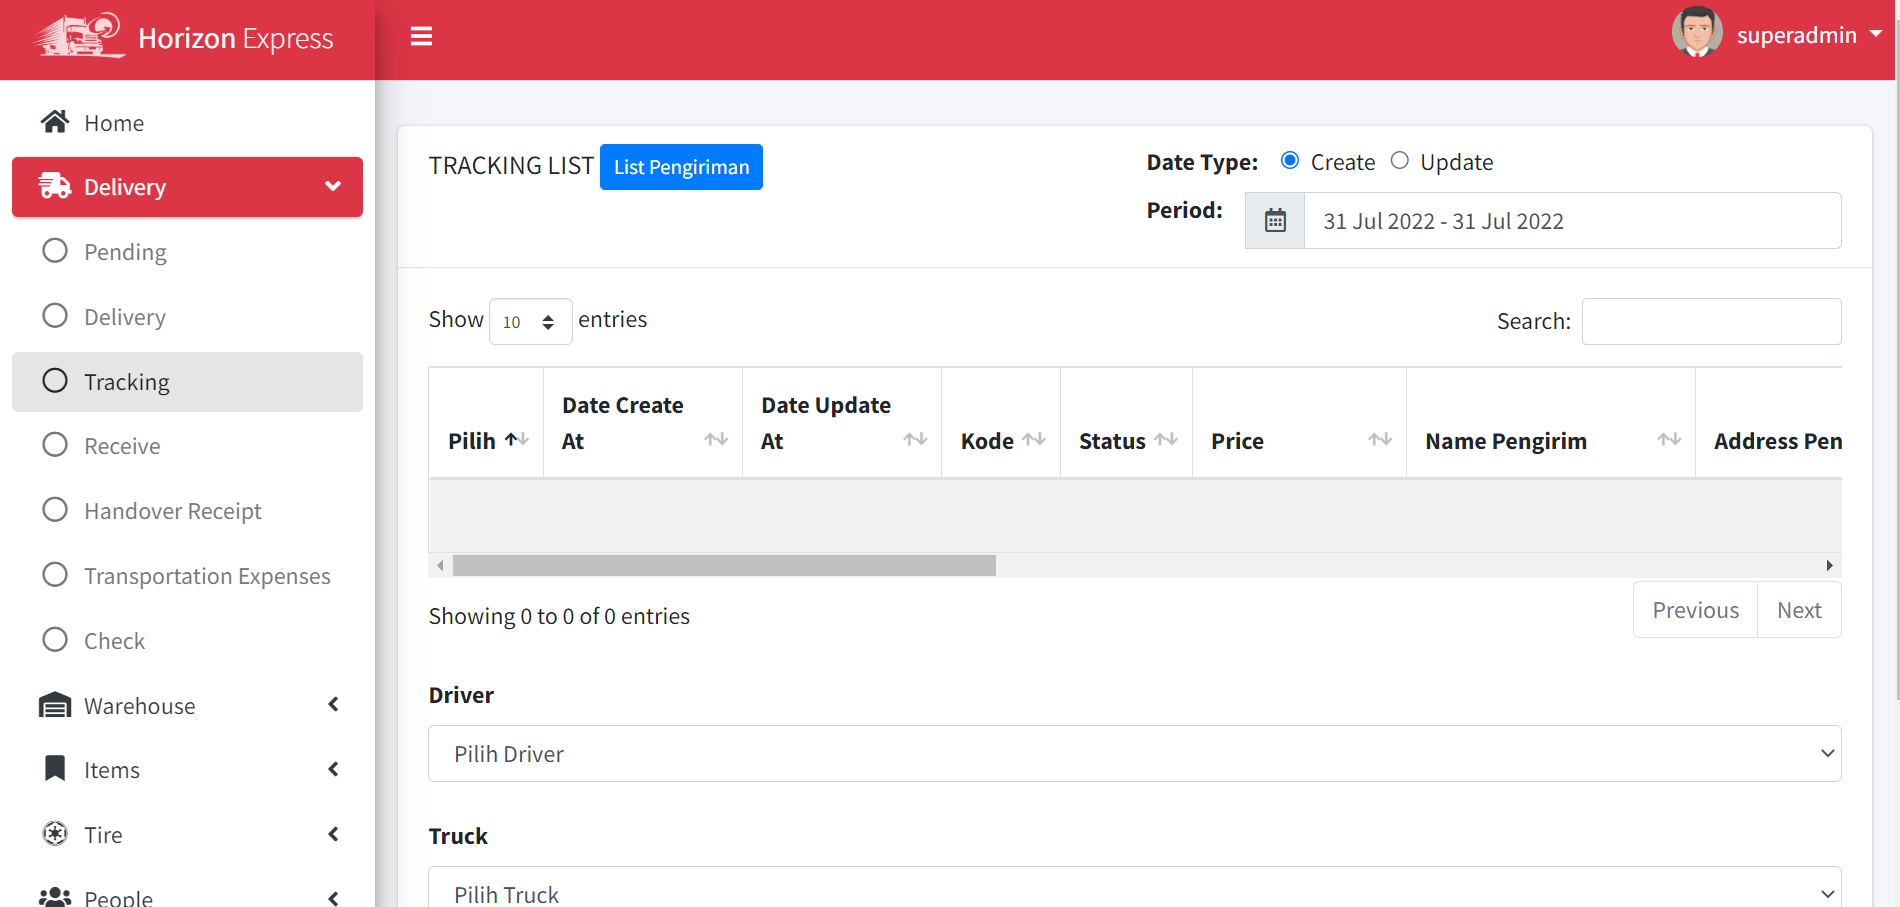 Horizon Express
superadmin
Home
Delivery
Pending
Delivery
Tracking
Receive
Handover Receipt
Transportation Expenses
Check
Warehouse
Items
Tire
People
TRACKING LIST List Pengiriman
Date Type: Create Update
Period: 31 Jul 2022 - 31 Jul 2022
Show 10 entries
Search:
Pilih Date Create At Date Update At Kode Status Price Name Pengirim Address Pen
Showing 0 to 0 of 0 entries
Previous Next
Driver
Pilih Driver
Truck
Pilih Truck